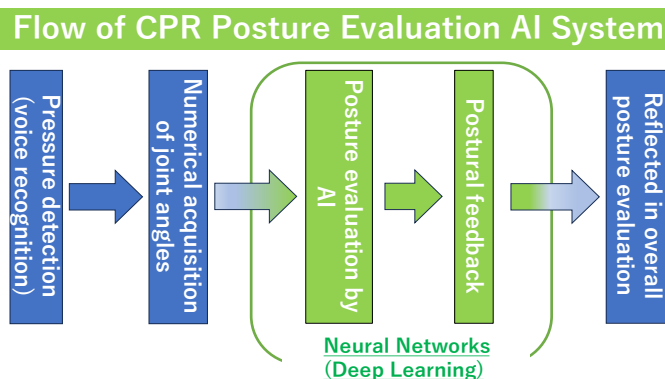 Flow of CPR Posture Evaluation AI System
Pressure detection
(voice recognition)
Numerical acquisition
of joint angles
Posture evaluation by
AI
Postural feedback
Reflected in overall
posture evaluation
Neural Networks
(Deep Learning)